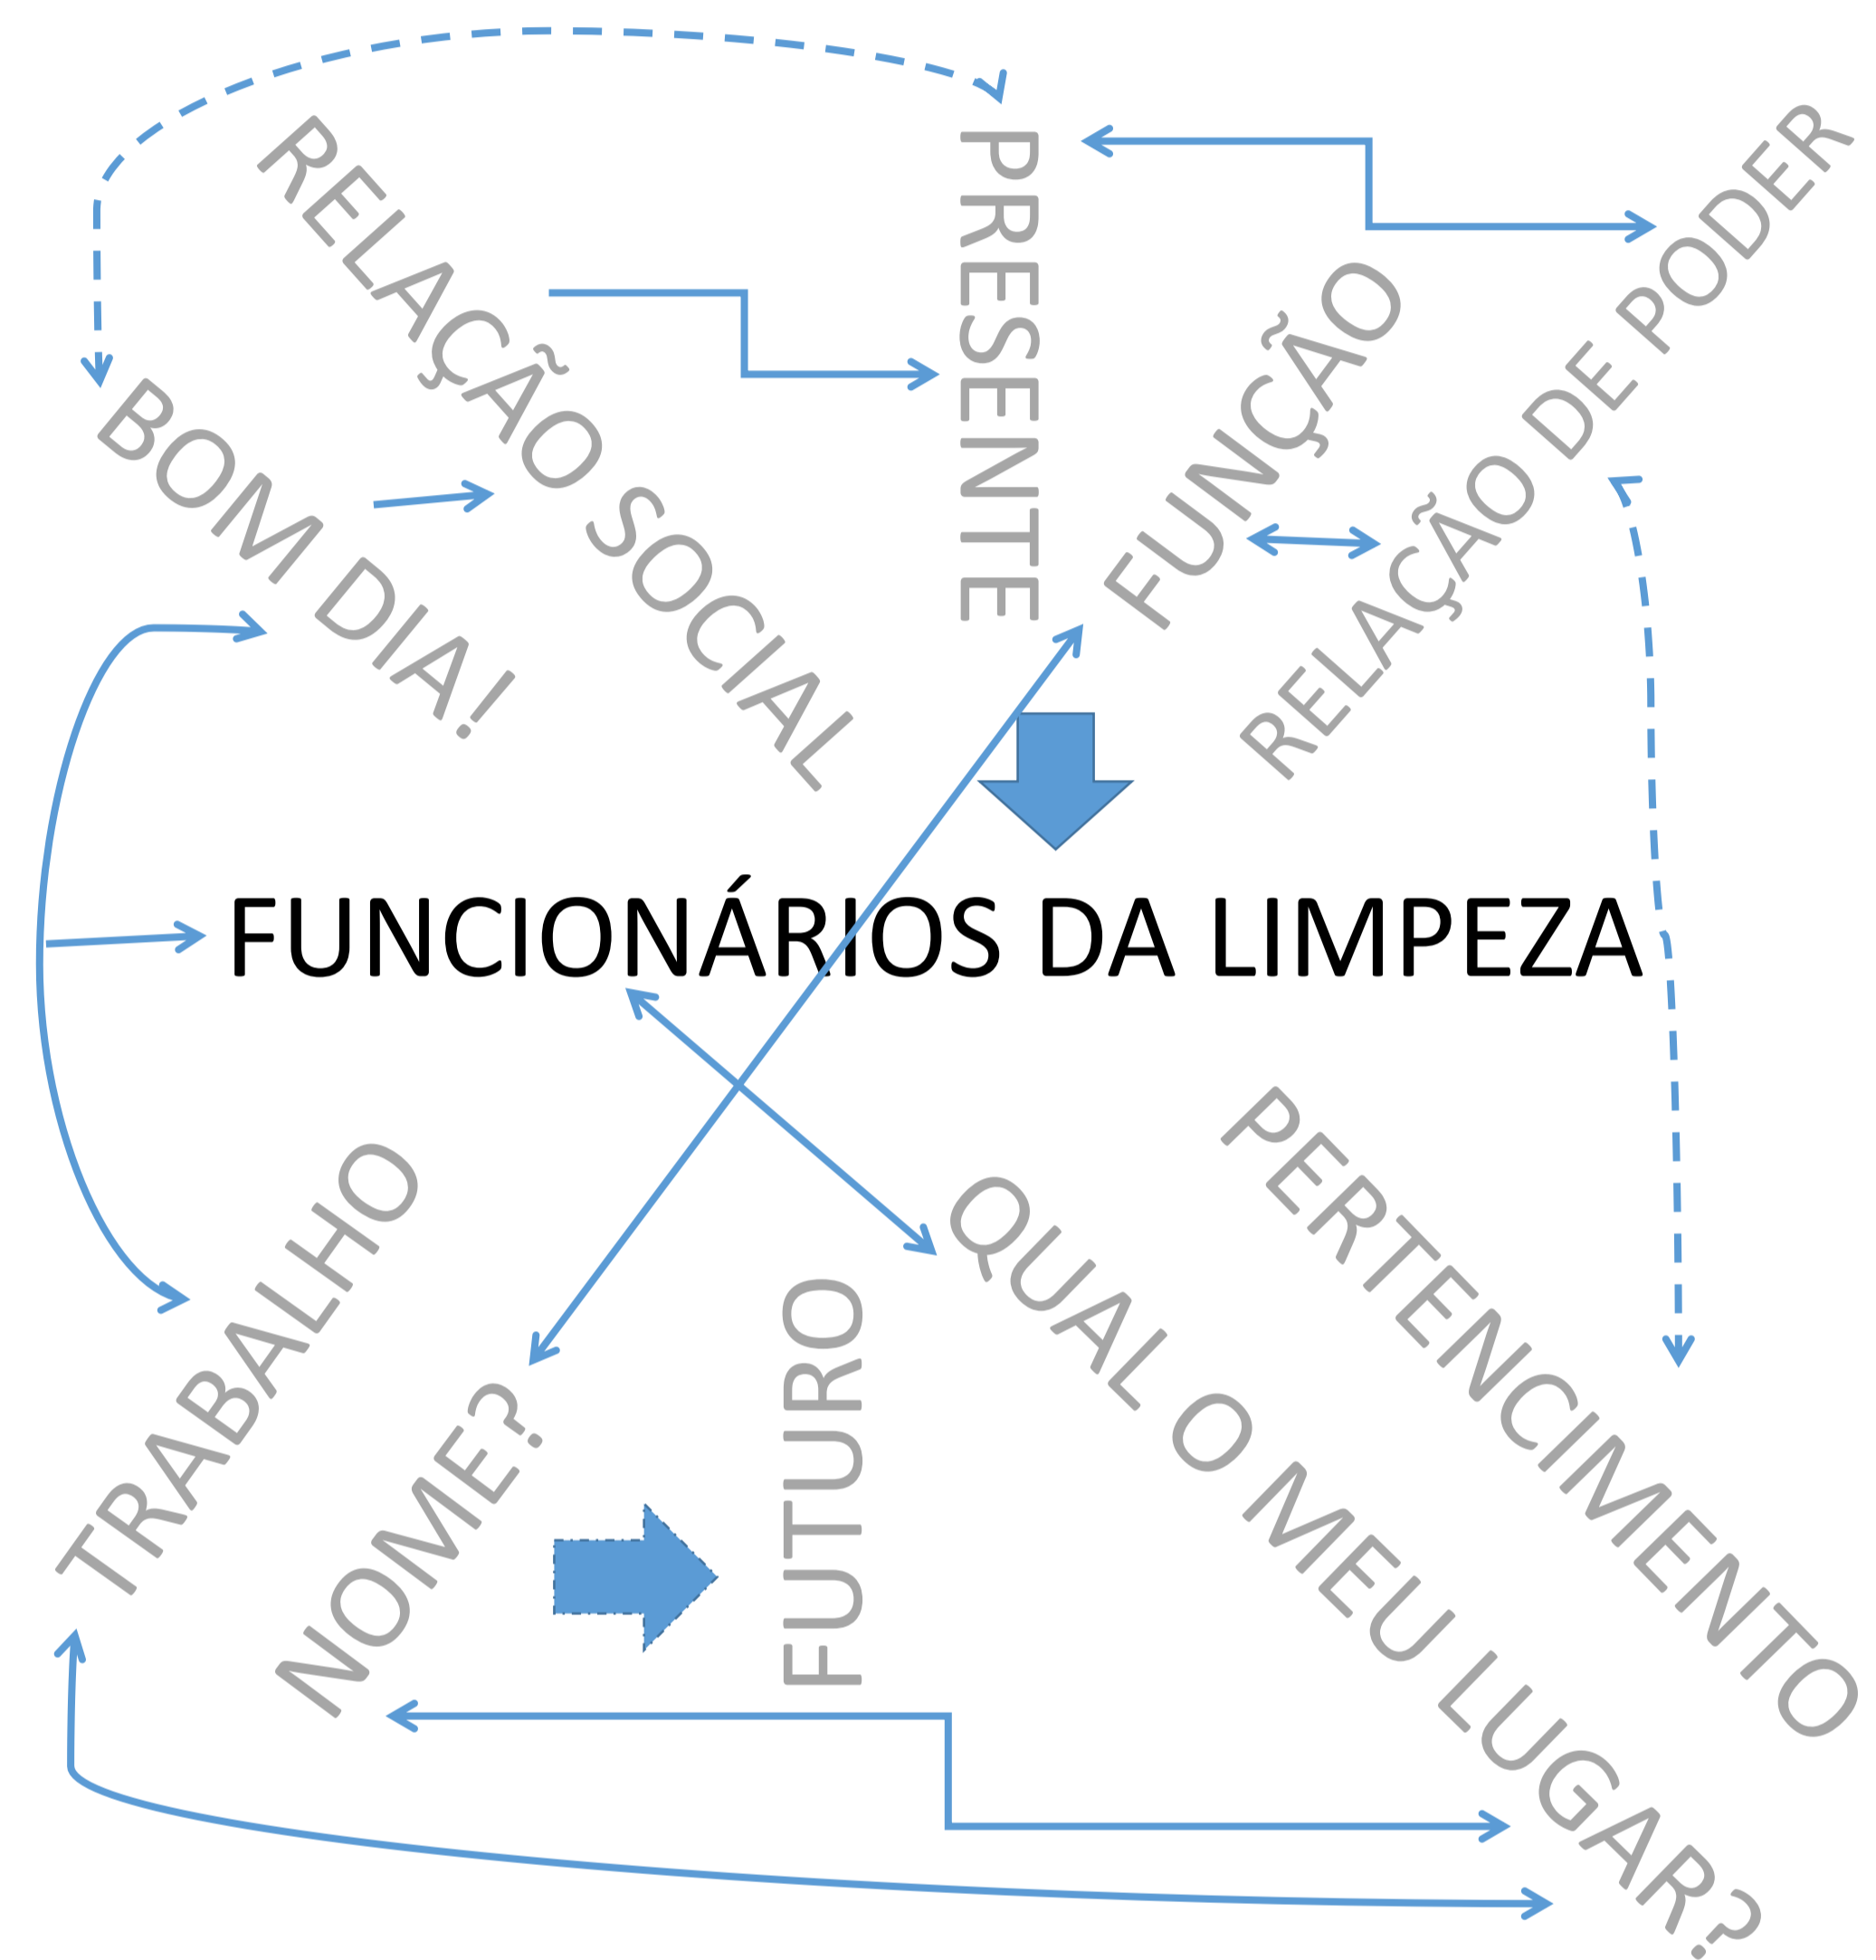 RELAÇÃO SOCIAL
BOM DIA!
PRESENTE
FUNÇÃO
RELAÇÃO DE PODER
FUNCIONÁRIOS DA LIMPEZA
TRABALHO
NOME?
FUTURO
QUAL O MEU LUGAR?
PERTENCIMENTO